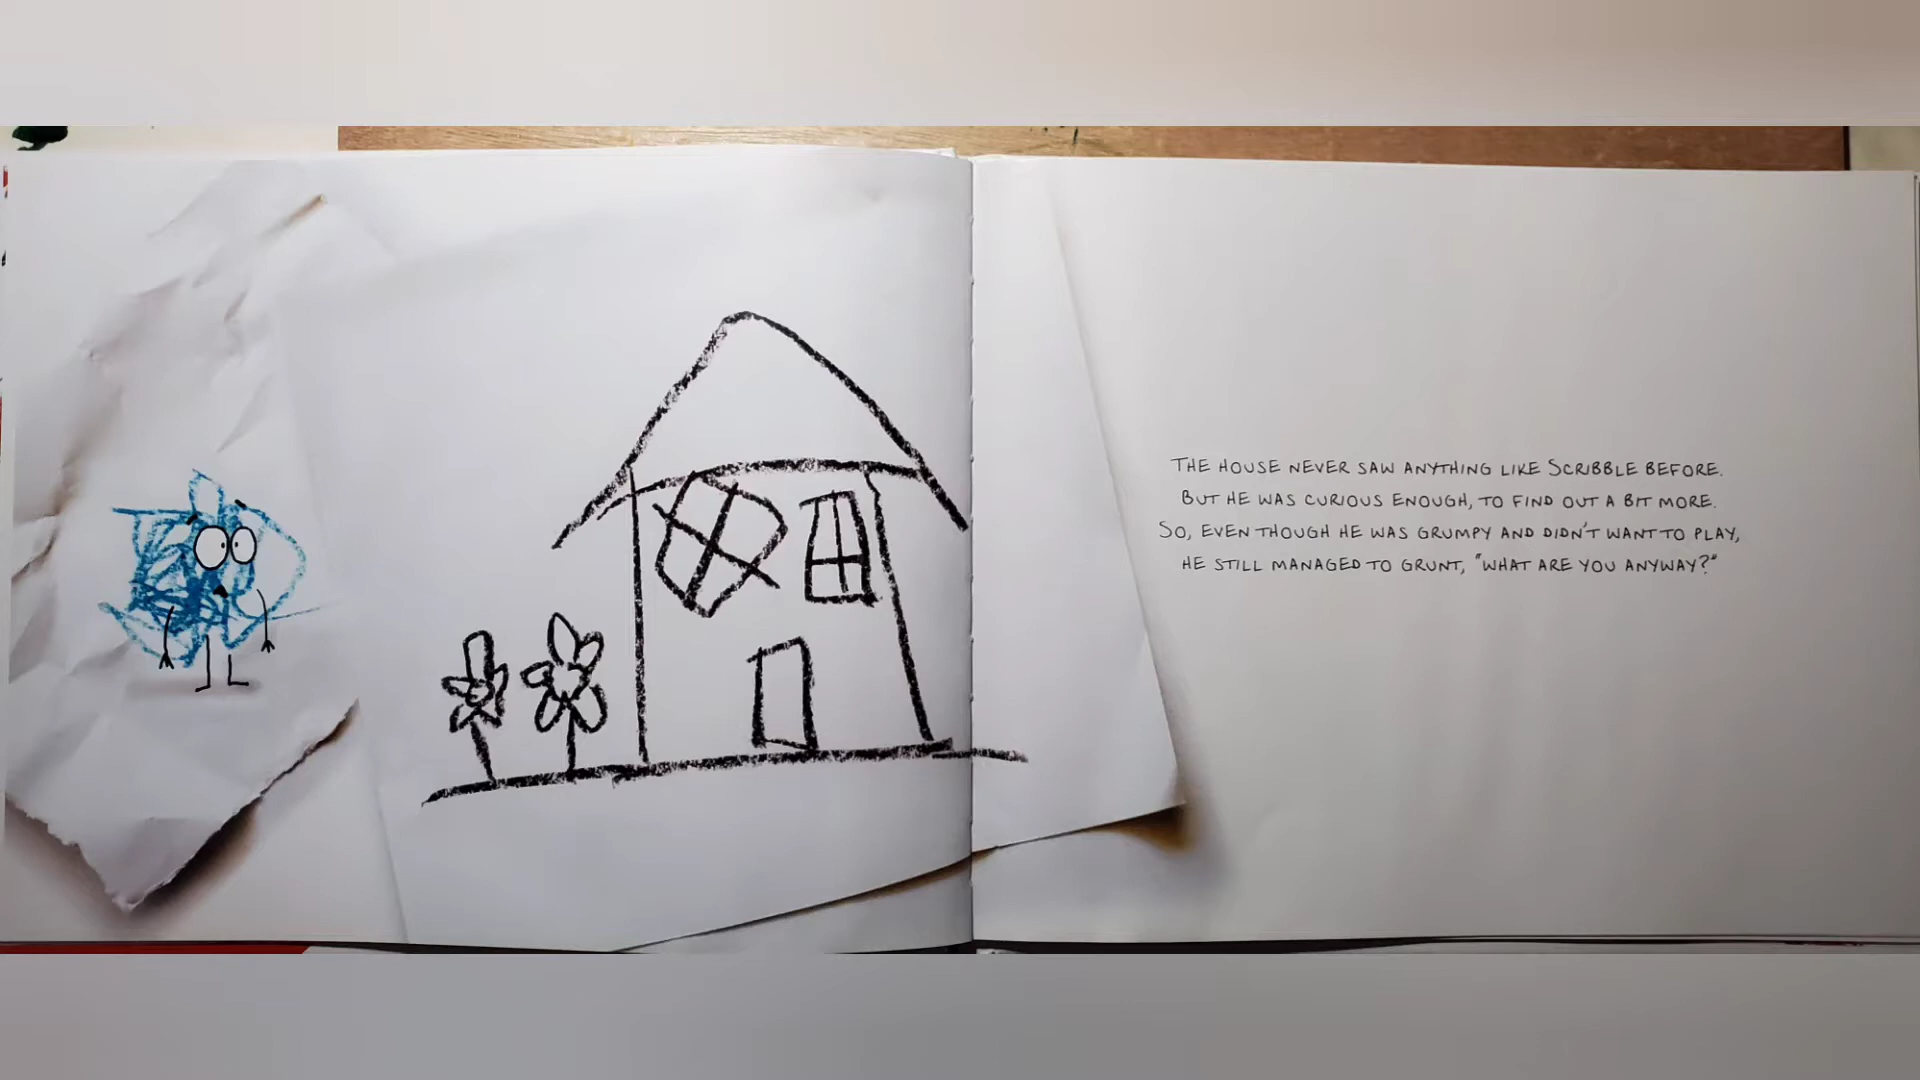 THE HOUSE NEVER SAW ANYTHING LIKE SCRIBBLE BEFORE.
BUT HE WAS CURIOUS ENOUGH, TO FIND OUT A BIT MORE.
SO, EVEN THOUGH HE WAS GRUMPY AND DIDN'T WANT TO PLAY,
HE STILL MANAGED TO GRUNT, "WHAT ARE YOU ANYWAY?"